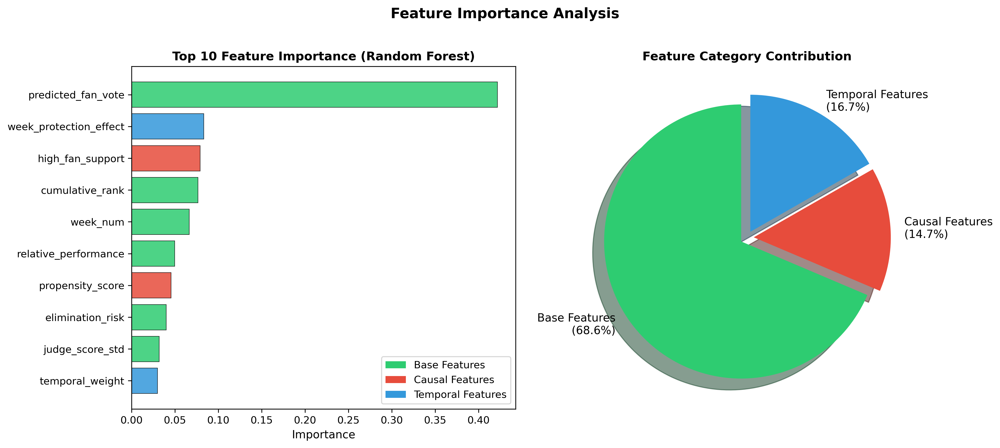 Feature Importance Analysis
Top 10 Feature Importance (Random Forest)
predicted_fan_vote
week_protection_effect
high_fan_support
cumulative_rank
week_num
relative_performance
propensity_score
elimination_risk
judge_score_std
temporal_weight
Base Features
Causal Features
Temporal Features
0.00 0.05 0.10 0.15 0.20 0.25 0.30 0.35 0.40
Importance
Feature Category Contribution
Temporal Features
(16.7%)
Causal Features
(14.7%)
Base Features
(68.6%)